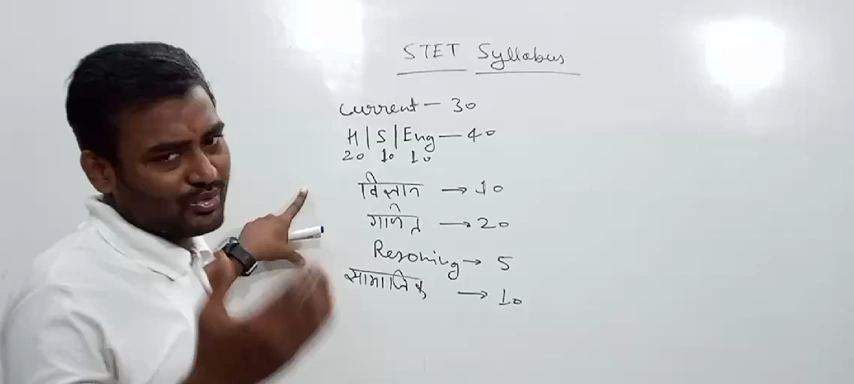 STET Syllabus
Current — 30
H | S | Eng — 40
20 10 10
विज्ञान → 10
गणित → 20
Resoning → 5
सामाजिक → 10